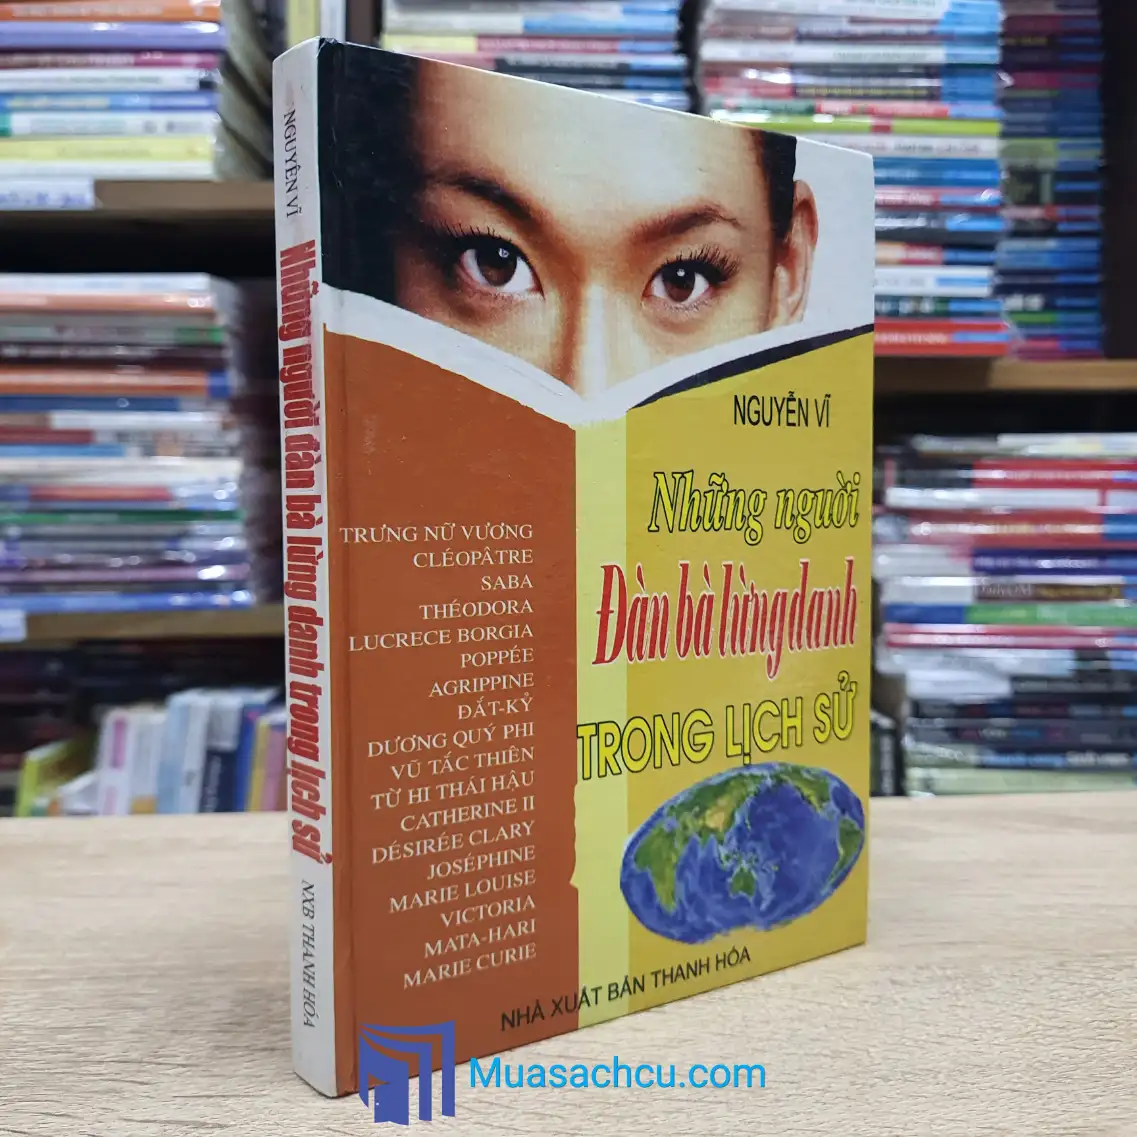 NGUYỄN VĨ
Những người đàn bà lừng danh trong lịch sử
NXB THANH HÓA
NGUYỄN VĨ
Những người
Đàn bà lừng danh
TRONG LỊCH SỬ
TRƯNG NỮ VƯƠNG
CLÉOPÂTRE
SABA
THÉODORA
LUCRECE BORGIA
POPPÉE
AGRIPPINE
ĐẮT-KỶ
DƯƠNG QUÝ PHI
VŨ TẮC THIÊN
TỪ HI THÁI HẬU
CATHERINE II
DÉSIRÉE CLARY
JOSÉPHINE
MARIE LOUISE
VICTORIA
MATA-HARI
MARIE CURIE
NHÀ XUẤT BẢN THANH HÓA
Muasachcu.com